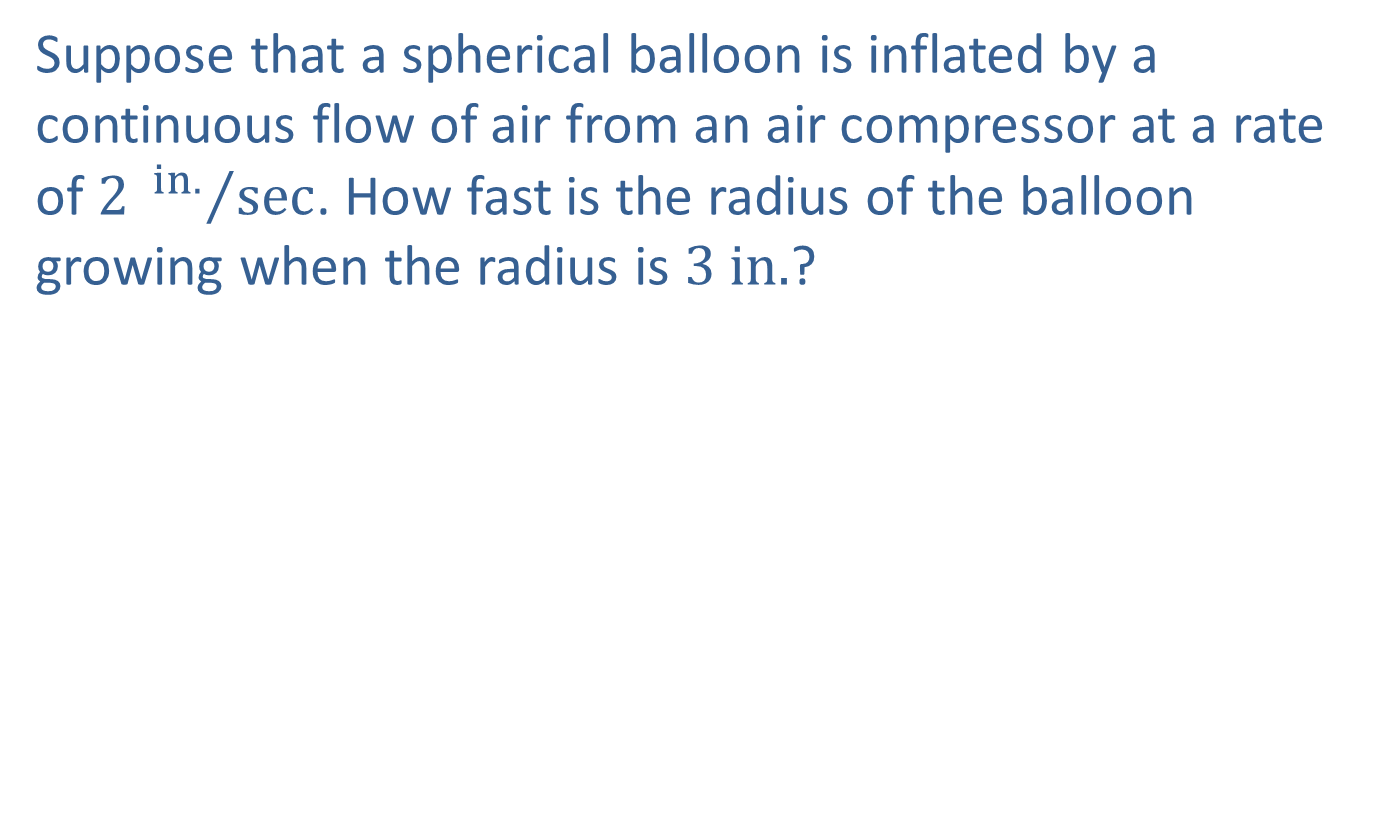 Suppose that a spherical balloon is inflated by a
continuous flow of air from an air compressor at a rate
of 2 in./sec. How fast is the radius of the balloon
growing when the radius is 3 in.?